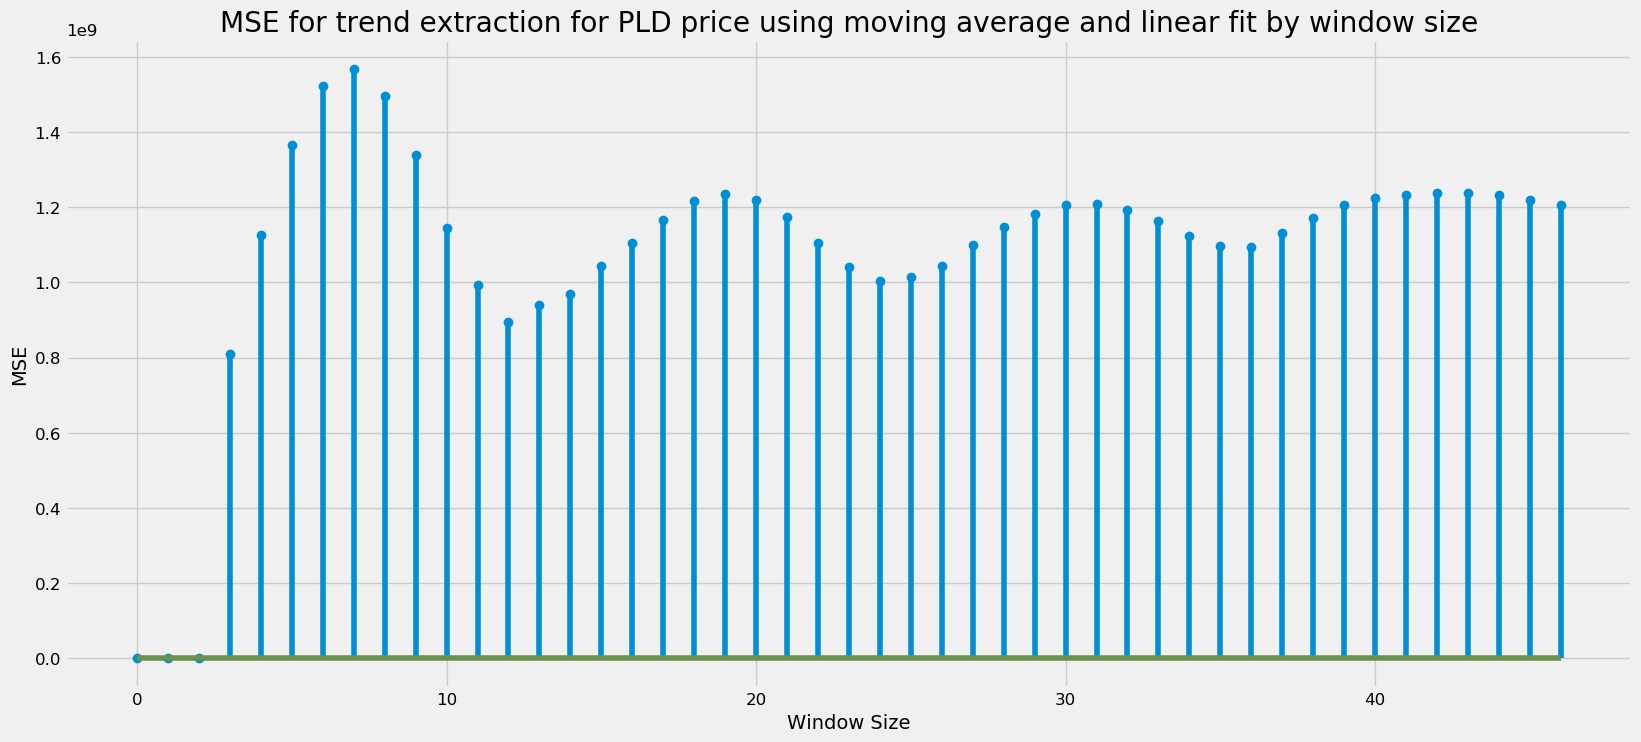 MSE for trend extraction for PLD price using moving average and linear fit by window size
1e9
1.6
1.4
1.2
1.0
0.8
0.6
0.4
0.2
0.0
MSE
0 10 20 30 40
Window Size